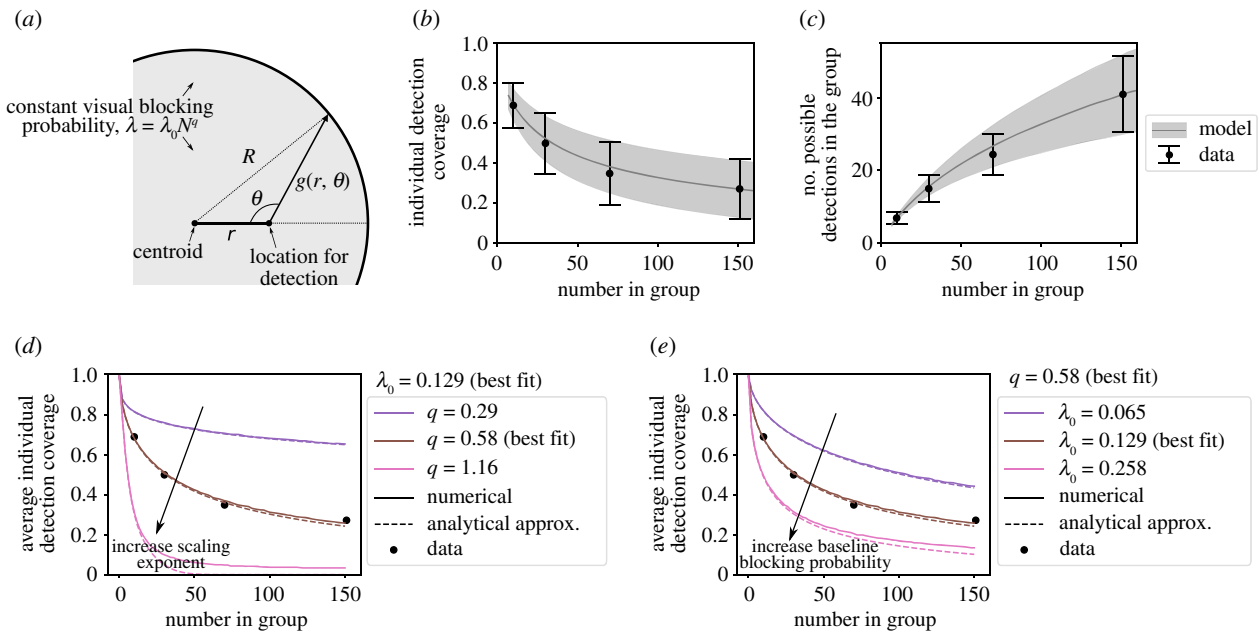 (a)
constant visual blocking
probability, λ = λ₀N^q
R
g(r, θ)
θ
r
centroid
location for
detection
(b)
individual detection
coverage
1.0
0.8
0.6
0.4
0.2
0
0 50 100 150
number in group
(c)
no. possible
detections in the group
40
20
0
0 50 100 150
number in group
model
data
(d)
average individual
detection coverage
1.0
0.8
0.6
0.4
0.2
0
increase scaling
exponent
0 50 100 150
number in group
λ₀ = 0.129 (best fit)
q = 0.29
q = 0.58 (best fit)
q = 1.16
numerical
analytical approx.
data
(e)
average individual
detection coverage
1.0
0.8
0.6
0.4
0.2
0
increase baseline
blocking probability
0 50 100 150
number in group
q = 0.58 (best fit)
λ₀ = 0.065
λ₀ = 0.129 (best fit)
λ₀ = 0.258
numerical
analytical approx.
data